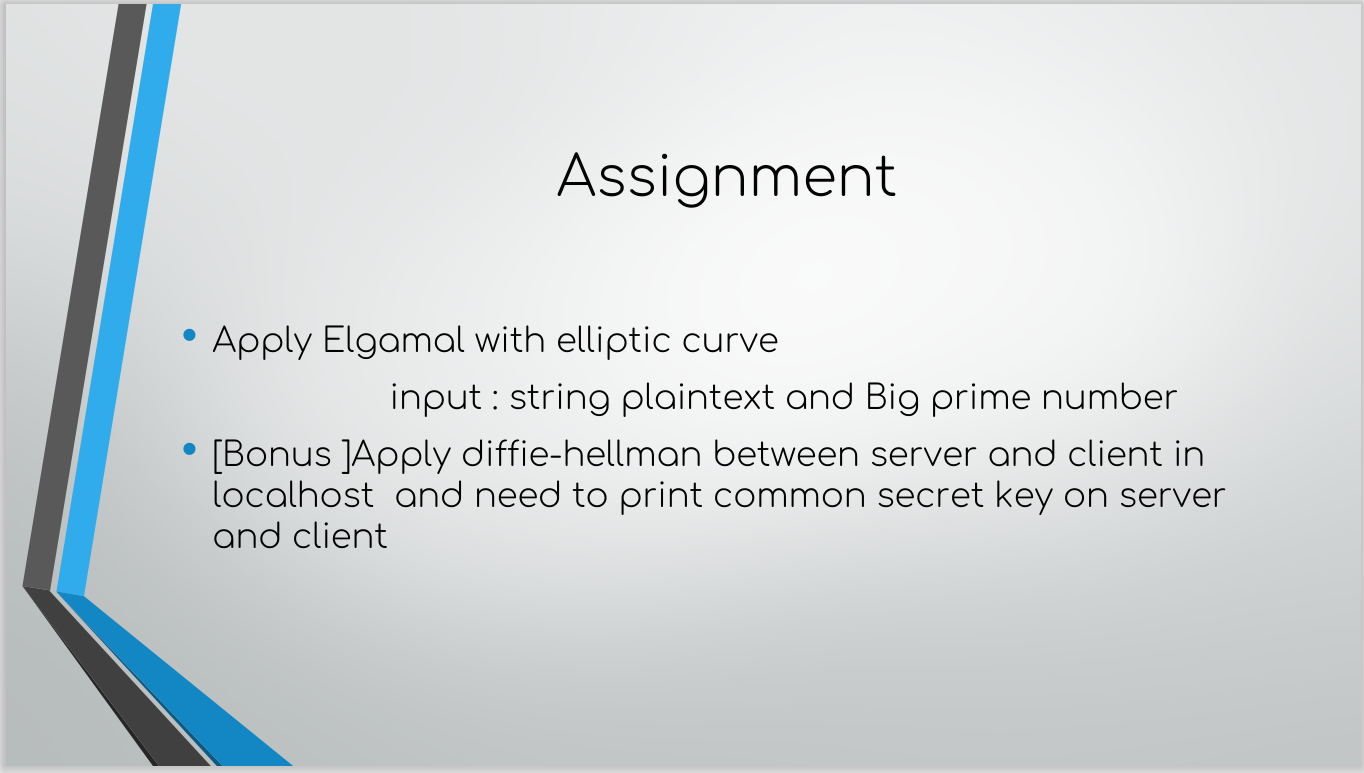 Assignment
• Apply Elgamal with elliptic curve
input : string plaintext and Big prime number
• [Bonus ]Apply diffie-hellman between server and client in
localhost  and need to print common secret key on server
and client